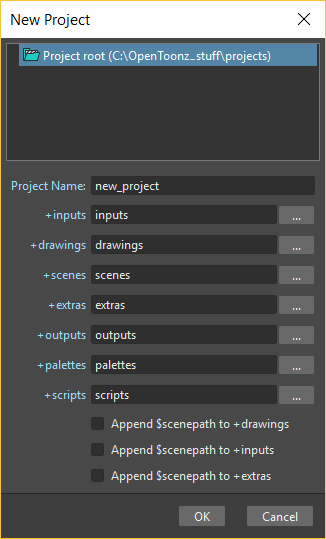 New Project
Project root (C:\OpenToonz_stuff\projects)
Project Name: new_project
+inputs inputs ...
+drawings drawings ...
+scenes scenes ...
+extras extras ...
+outputs outputs ...
+palettes palettes ...
+scripts scripts ...
Append $scenepath to +drawings
Append $scenepath to +inputs
Append $scenepath to +extras
OK Cancel